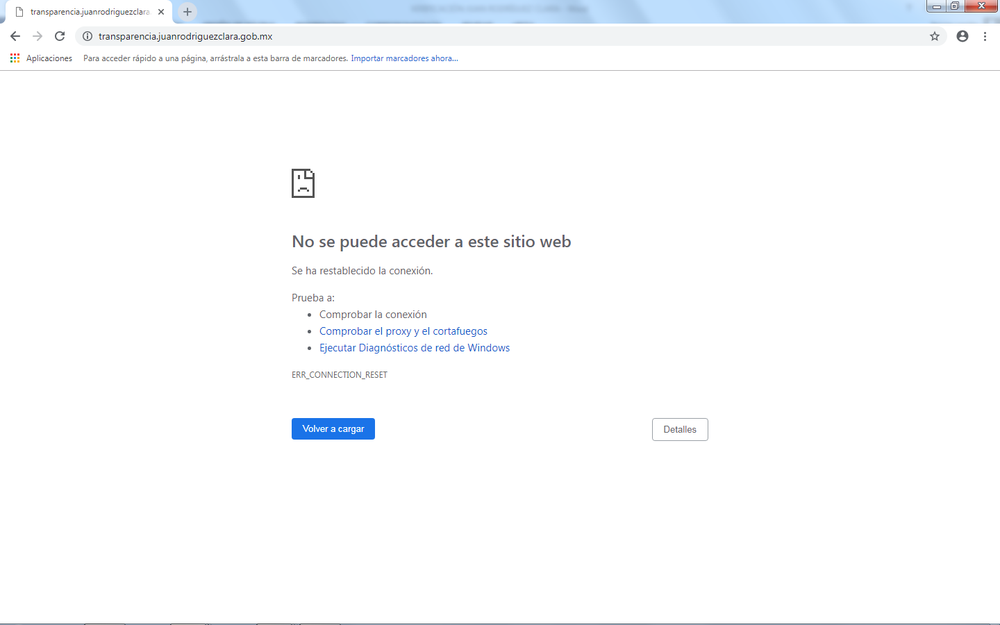 transparencia.juanrodriguezclara
transparencia.juanrodriguezclara.gob.mx
Aplicaciones Para acceder rápido a una página, arrástrala a esta barra de marcadores. Importar marcadores ahora...
No se puede acceder a este sitio web
Se ha restablecido la conexión.
Prueba a:
Comprobar la conexión
Comprobar el proxy y el cortafuegos
Ejecutar Diagnósticos de red de Windows
ERR_CONNECTION_RESET
Volver a cargar Detalles